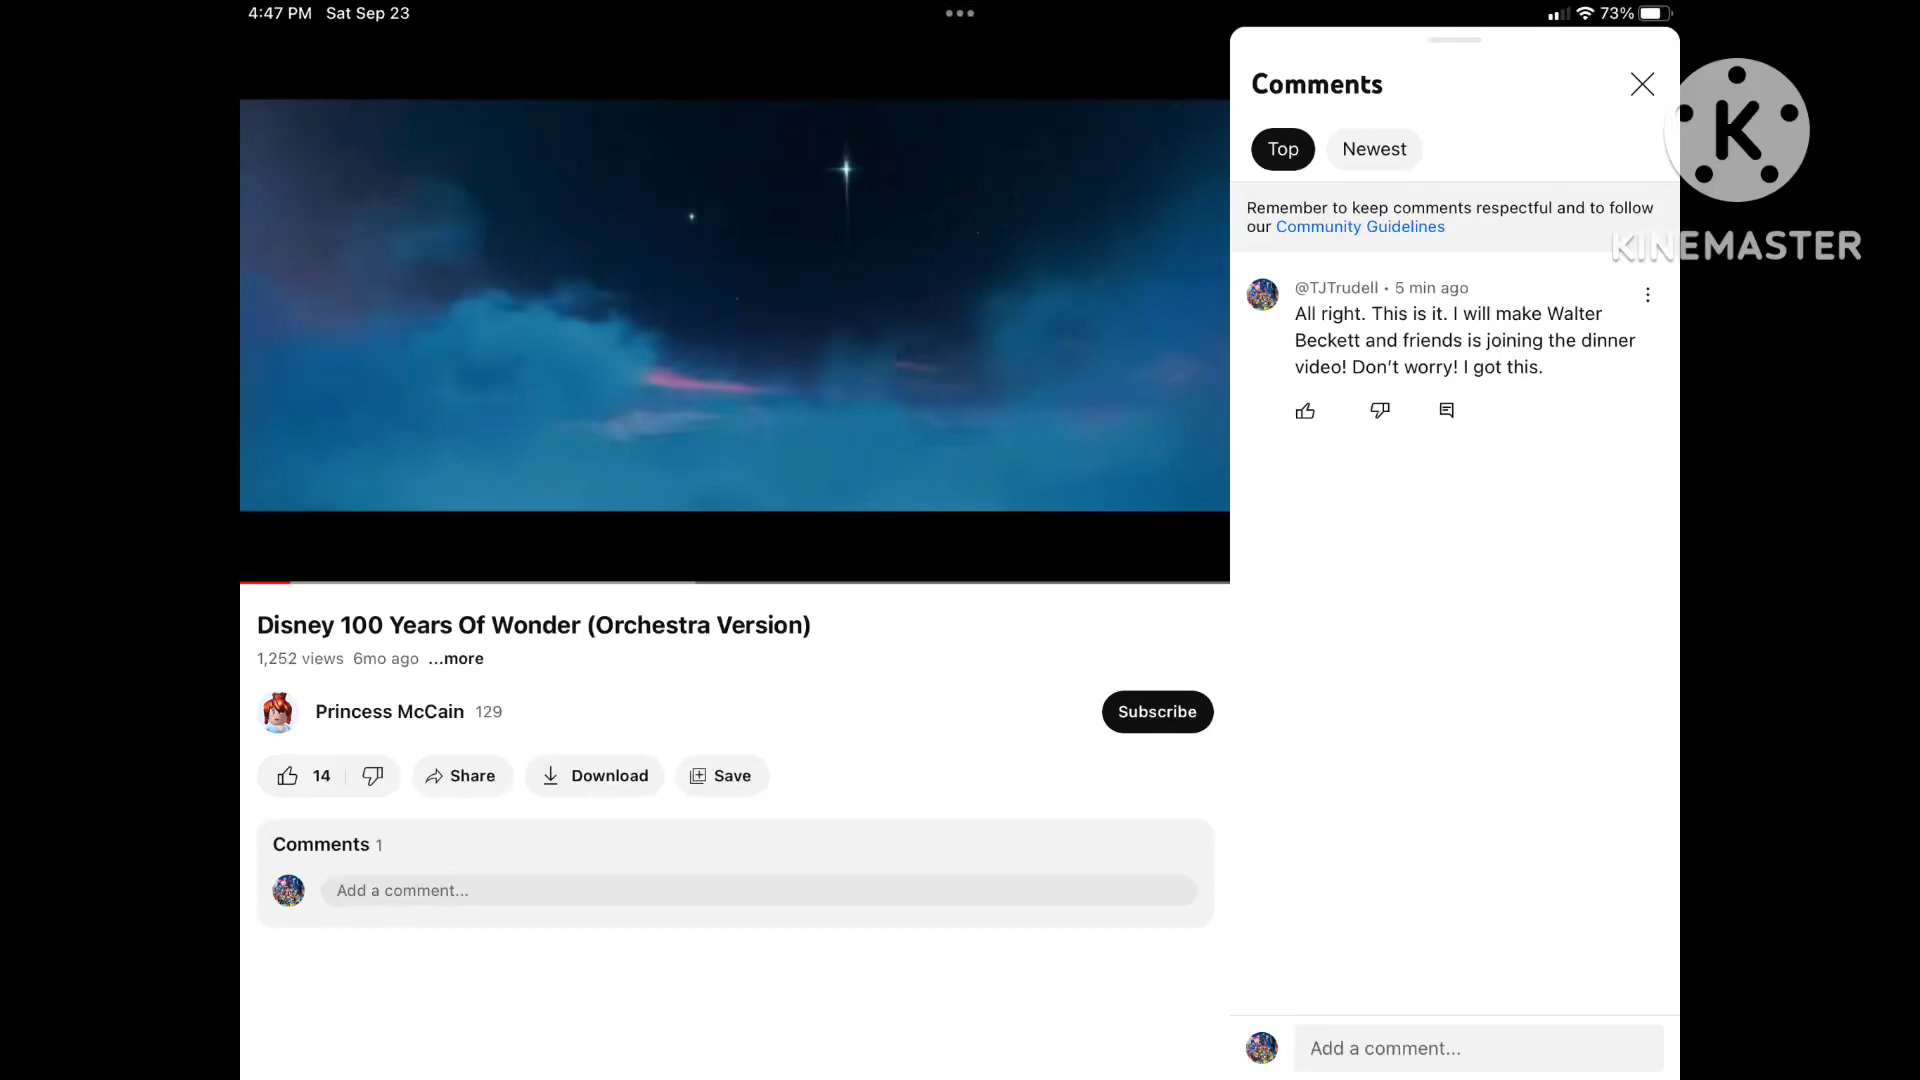 4:47 PM Sat Sep 23
73%
Comments
Top Newest
Remember to keep comments respectful and to follow
our Community Guidelines
K
KINEMASTER
@TJTrudell • 5 min ago
All right. This is it. I will make Walter
Beckett and friends is joining the dinner
video! Don’t worry! I got this.
Disney 100 Years Of Wonder (Orchestra Version)
1,252 views 6mo ago ...more
Princess McCain 129
Subscribe
14 Share Download Save
Comments 1
Add a comment...
Add a comment...